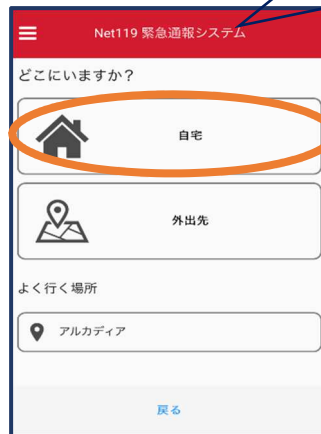 Net119 緊急通報システム
どこにいますか？
自宅
外出先
よく行く場所
アルカディア
戻る